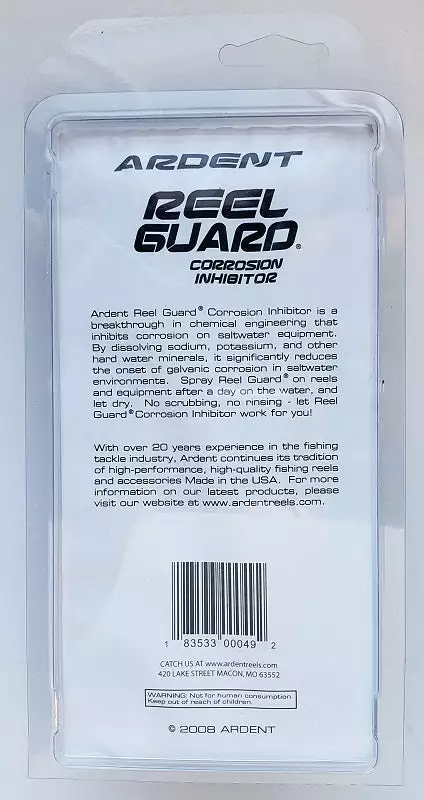 ARDENT
REEL
GUARD®
CORROSION
INHIBITOR
Ardent Reel Guard® Corrosion Inhibitor is a
breakthrough in chemical engineering that
inhibits corrosion on saltwater equipment.
By dissolving sodium, potassium, and other
hard water minerals, it significantly reduces
the onset of galvanic corrosion in saltwater
environments. Spray Reel Guard® on reels
and equipment after a day on the water, and
let dry. No scrubbing, no rinsing - let Reel
Guard® Corrosion Inhibitor work for you!
With over 20 years experience in the fishing
tackle industry, Ardent continues its tradition
of high-performance, high-quality fishing reels
and accessories Made in the USA. For more
information on our latest products, please
visit our website at www.ardentreels.com.
1 83533 00049 2
CATCH US AT www.ardentreels.com
420 LAKE STREET MACON, MO 63552
WARNING: Not for human consumption
Keep out of reach of children.
© 2008 ARDENT